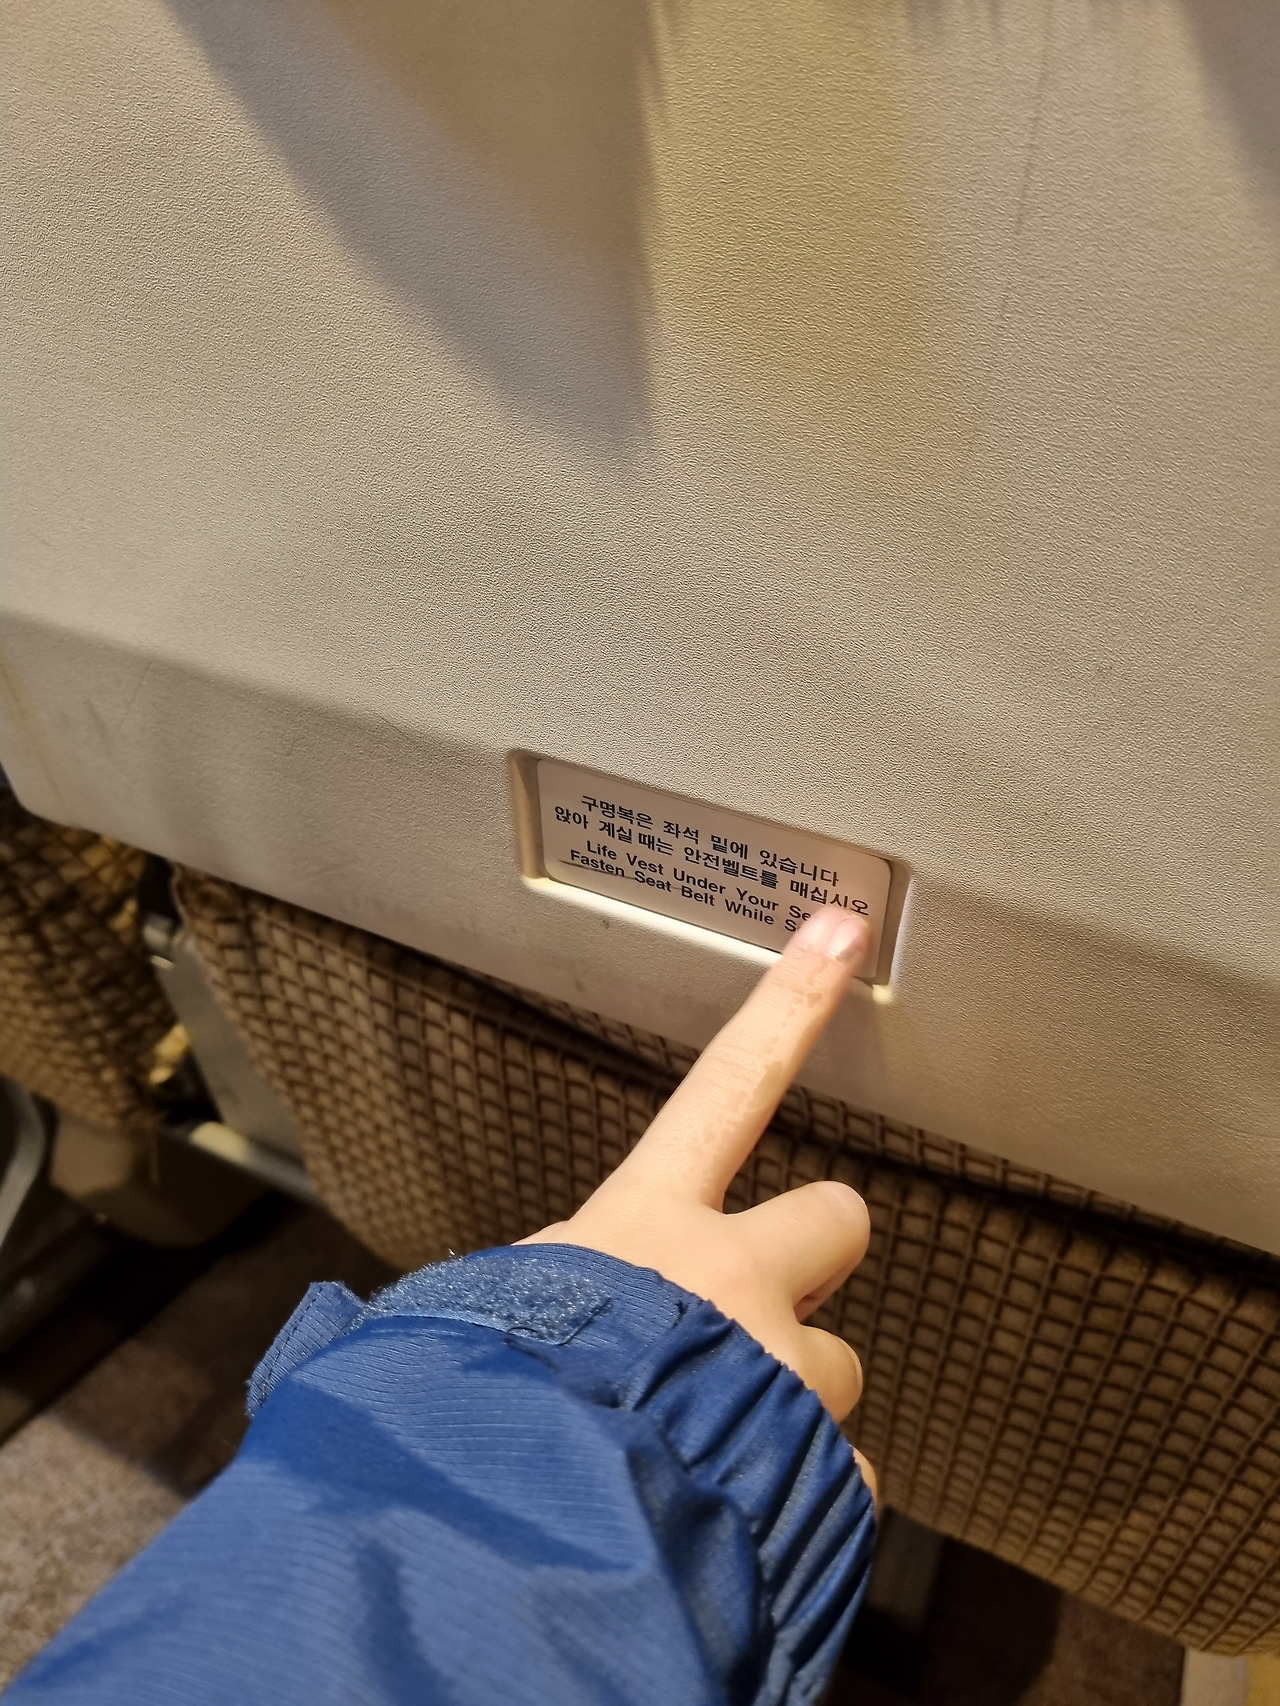 구명복은 좌석 밑에 있습니다
앉아 계실 때는 안전벨트를 매십시오
Life Vest Under Your
Fasten Seat Belt While